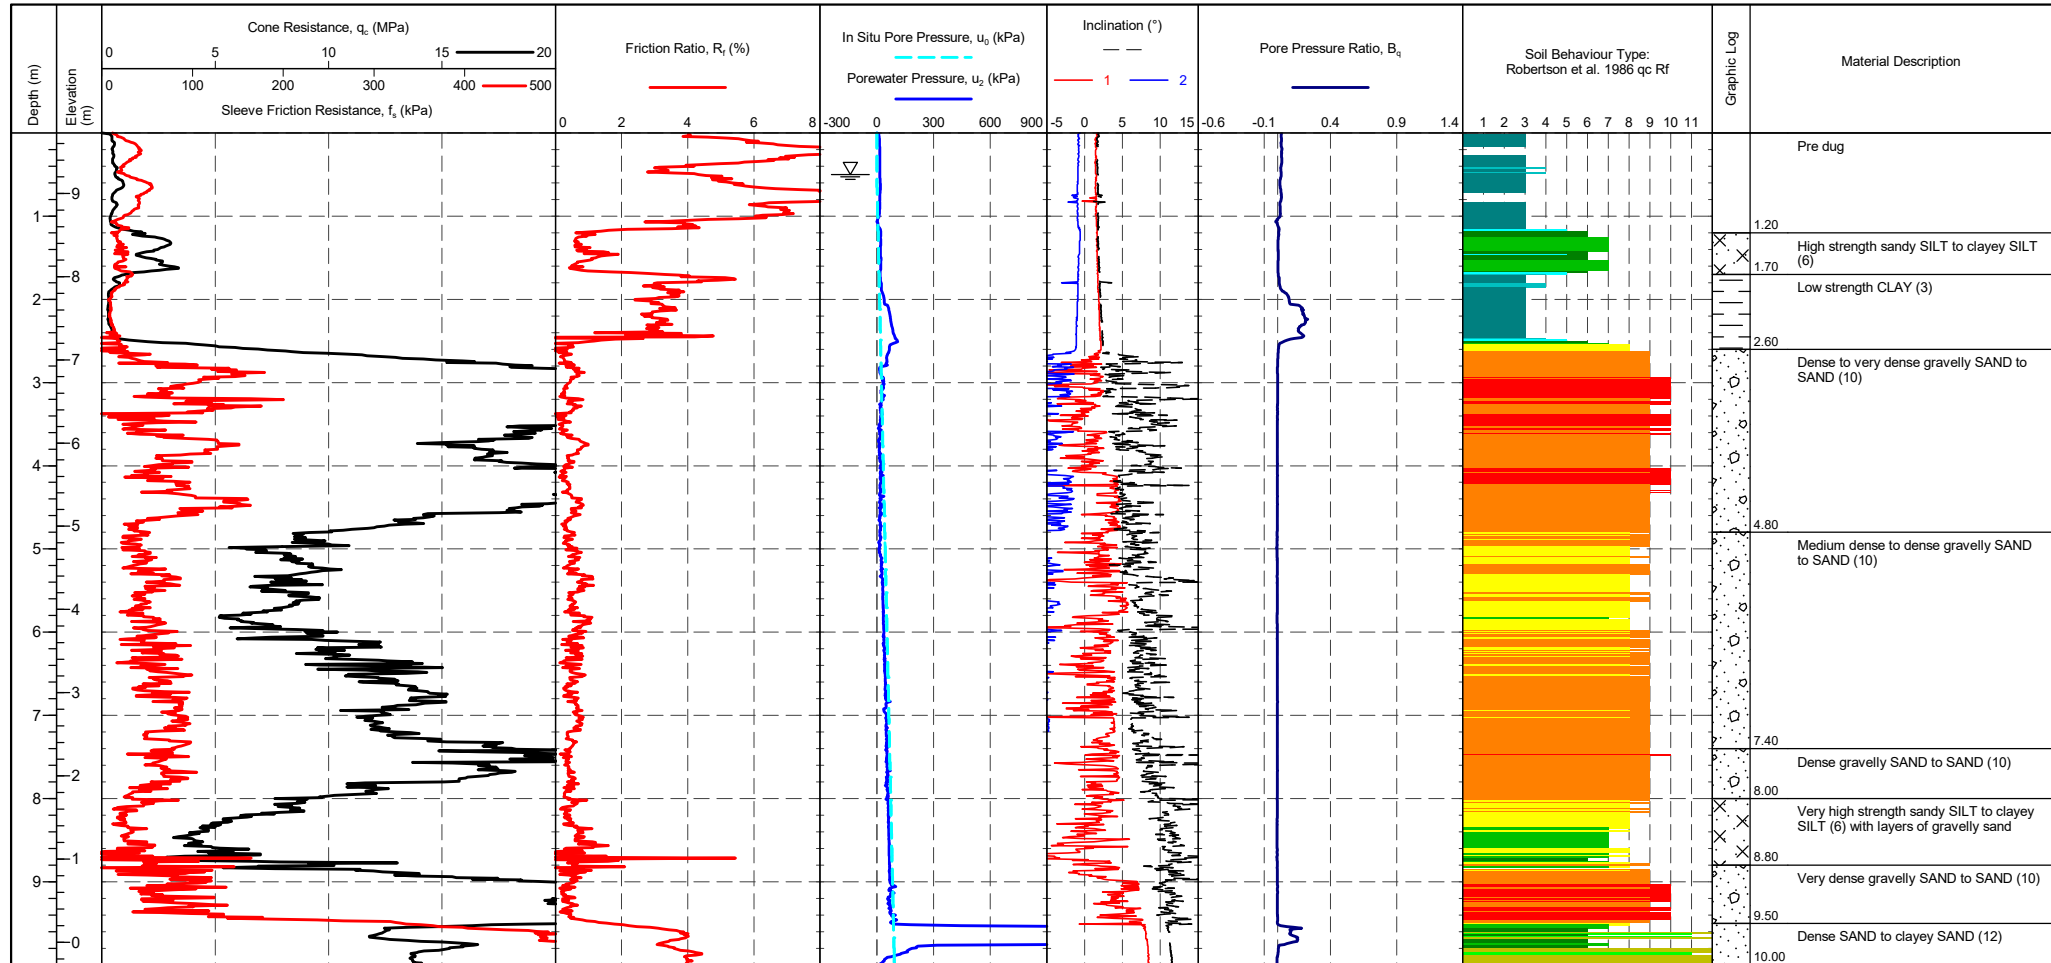 Depth (m)
Elevation (m)
Cone Resistance, qc (MPa)
0 5 10 15 20
0 100 200 300 400 500
Sleeve Friction Resistance, fs (kPa)
Friction Ratio, Rf (%)
0 2 4 6 8
In Situ Pore Pressure, u0 (kPa)
Porewater Pressure, u2 (kPa)
-300 0 300 600 900
Inclination (°)
1 2
-5 0 5 10 15
Pore Pressure Ratio, Bq
-0.6 -0.1 0.4 0.9 1.4
Soil Behaviour Type:
Robertson et al. 1986 qc Rf
1 2 3 4 5 6 7 8 9 10 11
Graphic Log
Material Description
1
2
3
4
5
6
7
8
9
9
8
7
6
5
4
3
2
1
0
Pre dug
1.20
High strength sandy SILT to clayey SILT
(6)
1.70
Low strength CLAY (3)
2.60
Dense to very dense gravelly SAND to
SAND (10)
4.80
Medium dense to dense gravelly SAND
to SAND (10)
7.40
Dense gravelly SAND to SAND (10)
8.00
Very high strength sandy SILT to clayey
SILT (6) with layers of gravelly sand
8.80
Very dense gravelly SAND to SAND (10)
9.50
Dense SAND to clayey SAND (12)
10.00